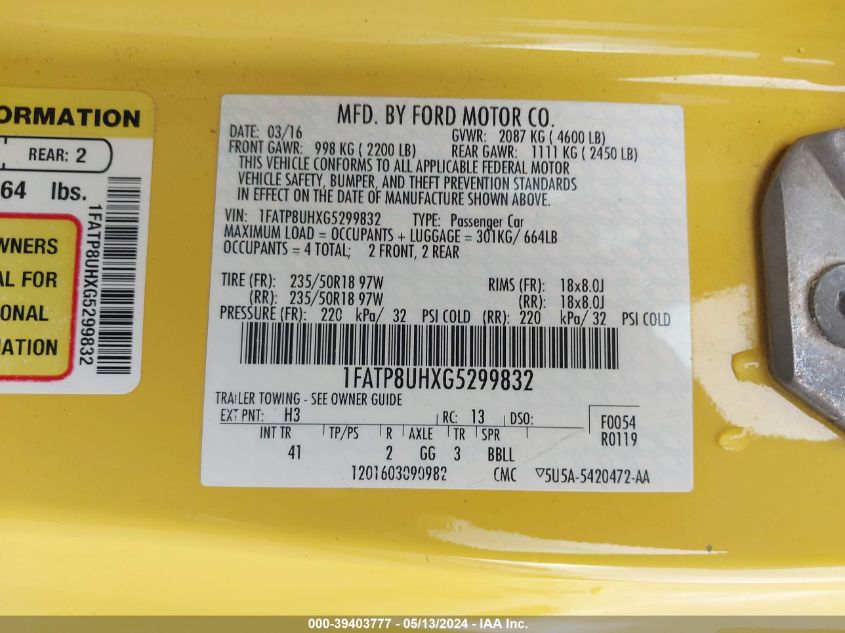 ORMATION
REAR: 2
64 lbs.
WNERS
AL FOR
ONAL
MATION
1FATP8UHXG5299832
MFD. BY FORD MOTOR CO.
DATE: 03/16 GVWR: 2087 KG ( 4600 LB)
FRONT GAWR: 998 KG ( 2200 LB) REAR GAWR: 1111 KG ( 2450 LB)
THIS VEHICLE CONFORMS TO ALL APPLICABLE FEDERAL MOTOR
VEHICLE SAFETY, BUMPER, AND THEFT PREVENTION STANDARDS
IN EFFECT ON THE DATE OF MANUFACTURE SHOWN ABOVE.
VIN: 1FATP8UHXG5299832 TYPE: Passenger Car
MAXIMUM LOAD = OCCUPANTS + LUGGAGE = 301KG/ 664LB
OCCUPANTS = 4 TOTAL; 2 FRONT, 2 REAR
TIRE (FR): 235/50R18 97W RIMS (FR): 18x8.0J
(RR): 235/50R18 97W (RR): 18x8.0J
PRESSURE (FR): 220 kPa/ 32 PSI COLD (RR): 220 kPa/ 32 PSI COLD
1FATP8UHXG5299832
TRAILER TOWING - SEE OWNER GUIDE
EXT PNT: H3 RC: 13 DSO: F0054
R0119
INT TR TP/PS R AXLE TR SPR
41 2 GG 3 BBLL
1201603090982 CMC ▽5U5A-5420472-AA
000-39403777 - 05/13/2024 - IAA Inc.